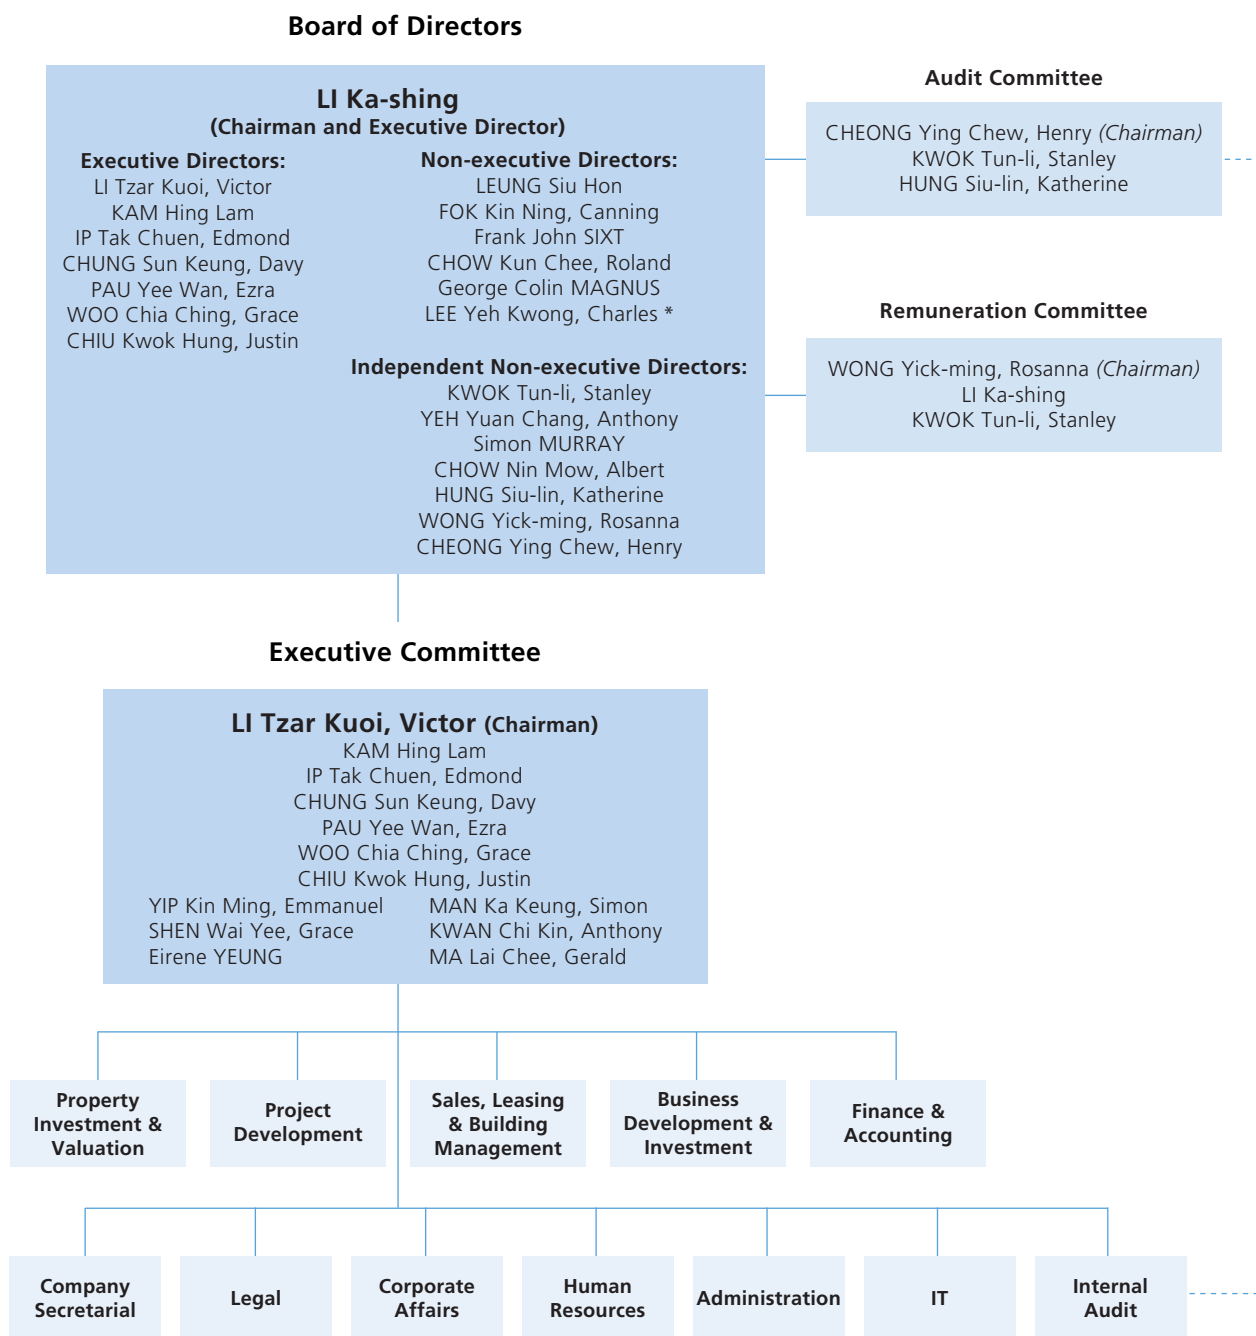 Board of Directors
LI Ka-shing
(Chairman and Executive Director)
Executive Directors:
LI Tzar Kuoi, Victor
KAM Hing Lam
IP Tak Chuen, Edmond
CHUNG Sun Keung, Davy
PAU Yee Wan, Ezra
WOO Chia Ching, Grace
CHIU Kwok Hung, Justin
Non-executive Directors:
LEUNG Siu Hon
FOK Kin Ning, Canning
Frank John SIXT
CHOW Kun Chee, Roland
George Colin MAGNUS
LEE Yeh Kwong, Charles *
Independent Non-executive Directors:
KWOK Tun-li, Stanley
YEH Yuan Chang, Anthony
Simon MURRAY
CHOW Nin Mow, Albert
HUNG Siu-lin, Katherine
WONG Yick-ming, Rosanna
CHEONG Ying Chew, Henry
Audit Committee
CHEONG Ying Chew, Henry (Chairman)
KWOK Tun-li, Stanley
HUNG Siu-lin, Katherine
Remuneration Committee
WONG Yick-ming, Rosanna (Chairman)
LI Ka-shing
KWOK Tun-li, Stanley
Executive Committee
LI Tzar Kuoi, Victor (Chairman)
KAM Hing Lam
IP Tak Chuen, Edmond
CHUNG Sun Keung, Davy
PAU Yee Wan, Ezra
WOO Chia Ching, Grace
CHIU Kwok Hung, Justin
YIP Kin Ming, Emmanuel
SHEN Wai Yee, Grace
Eirene YEUNG
MAN Ka Keung, Simon
KWAN Chi Kin, Anthony
MA Lai Chee, Gerald
Property
Investment &
Valuation
Project
Development
Sales, Leasing
& Building
Management
Business
Development &
Investment
Finance &
Accounting
Company
Secretarial
Legal
Corporate
Affairs
Human
Resources
Administration
IT
Internal
Audit